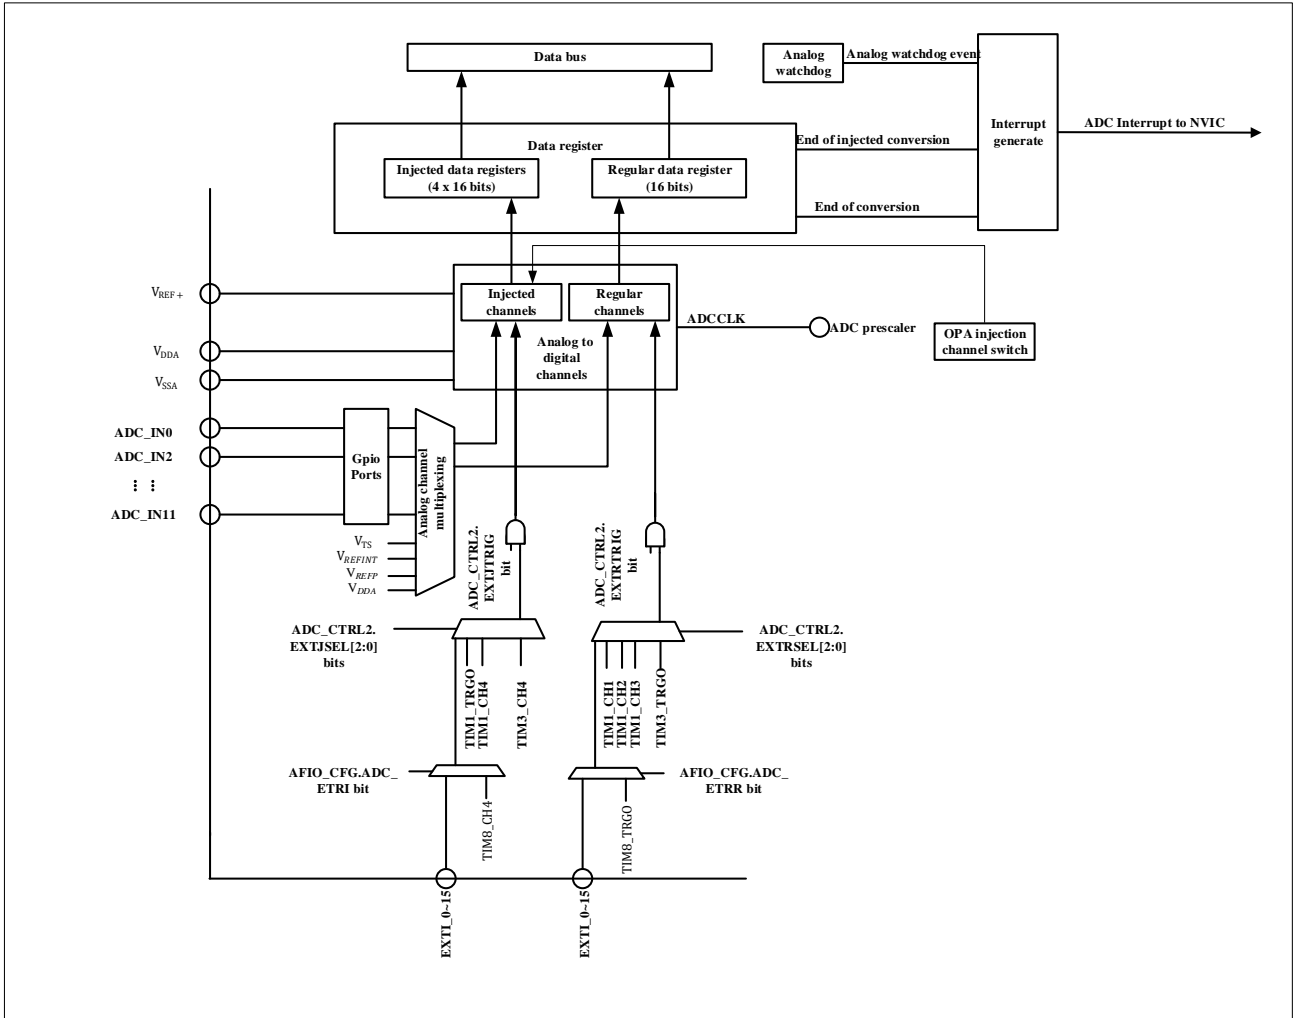 Data bus
Analog
watchdog
Analog watchdog event
Interrupt
generate
ADC Interrupt to NVIC
Data register
End of injected conversion
Injected data registers
(4 x 16 bits)
Regular data register
(16 bits)
End of conversion
VREF+
Injected
channels
Regular
channels
ADCCLK
ADC prescaler
OPA injection
channel switch
VDDA
Analog to
digital
channels
VSSA
ADC_IN0
ADC_IN2
ADC_IN11
Gpio
Ports
Analog channel
multiplexing
VTS
VREFINT
VREFP
VDDA
ADC_CTRL2.
EXTJTRIG
bit
ADC_CTRL2.
EXTRTRIG
bit
ADC_CTRL2.
EXTJSEL[2:0]
bits
ADC_CTRL2.
EXTRSEL[2:0]
bits
TIM1_TRGO
TIM1_CH4
TIM3_CH4
TIM1_CH1
TIM1_CH2
TIM1_CH3
TIM3_TRGO
AFIO_CFG.ADC_
ETRI bit
AFIO_CFG.ADC_
ETRR bit
TIM8_CH4
TIM8_TRGO
EXTI_0~15
EXTI_0~15